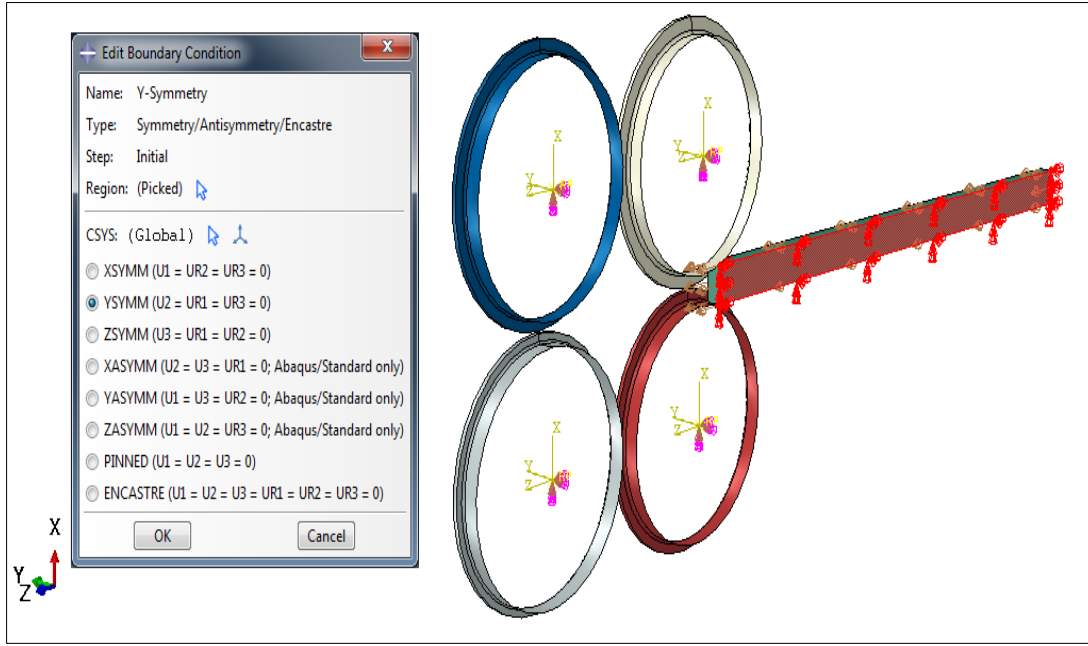 Edit Boundary Condition
X
Name: Y-Symmetry
Type: Symmetry/Antisymmetry/Encastre
Step: Initial
Region: (Picked)
CSYS: (Global)
XSYMM (U1 = UR2 = UR3 = 0)
YSYMM (U2 = UR1 = UR3 = 0)
ZSYMM (U3 = UR1 = UR2 = 0)
XASYMM (U2 = U3 = UR1 = 0; Abaqus/Standard only)
YASYMM (U1 = U3 = UR2 = 0; Abaqus/Standard only)
ZASYMM (U1 = U2 = UR3 = 0; Abaqus/Standard only)
PINNED (U1 = U2 = U3 = 0)
ENCASTRE (U1 = U2 = U3 = UR1 = UR2 = UR3 = 0)
OK Cancel
X
Y
Z
X
Y
Z
X
Y
Z
X
Y
Z
X
Y
Z